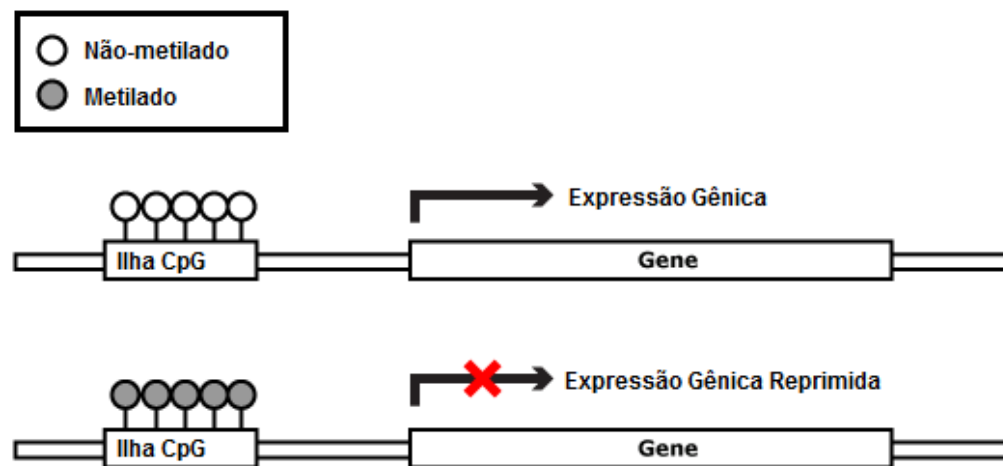 Não-metilado
Metilado
Expressão Gênica
Ilha CpG
Gene
Expressão Gênica Reprimida
Ilha CpG
Gene